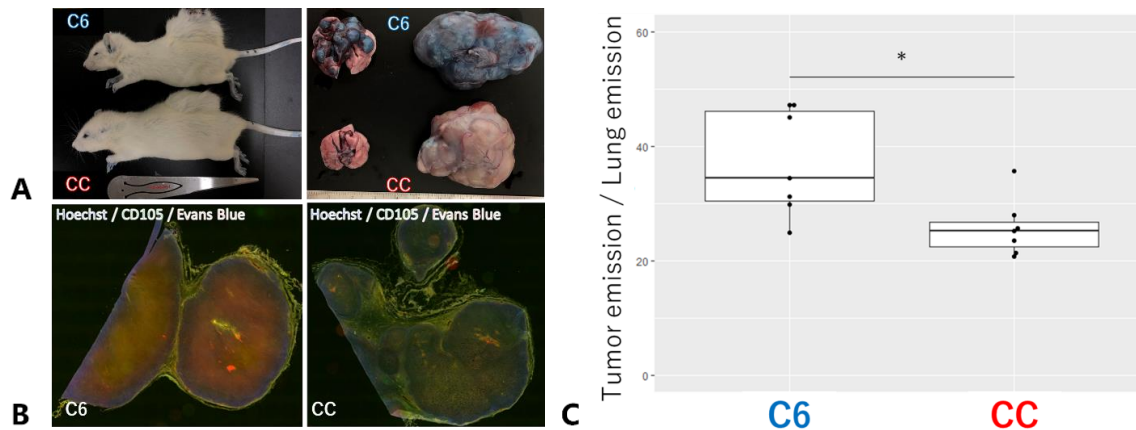 C6
CC
A
C6
CC
Hoechst / CD105 / Evans Blue
C6
B
Hoechst / CD105 / Evans Blue
CC
C
Tumor emission / Lung emission
60
*
40
20
0
C6
CC